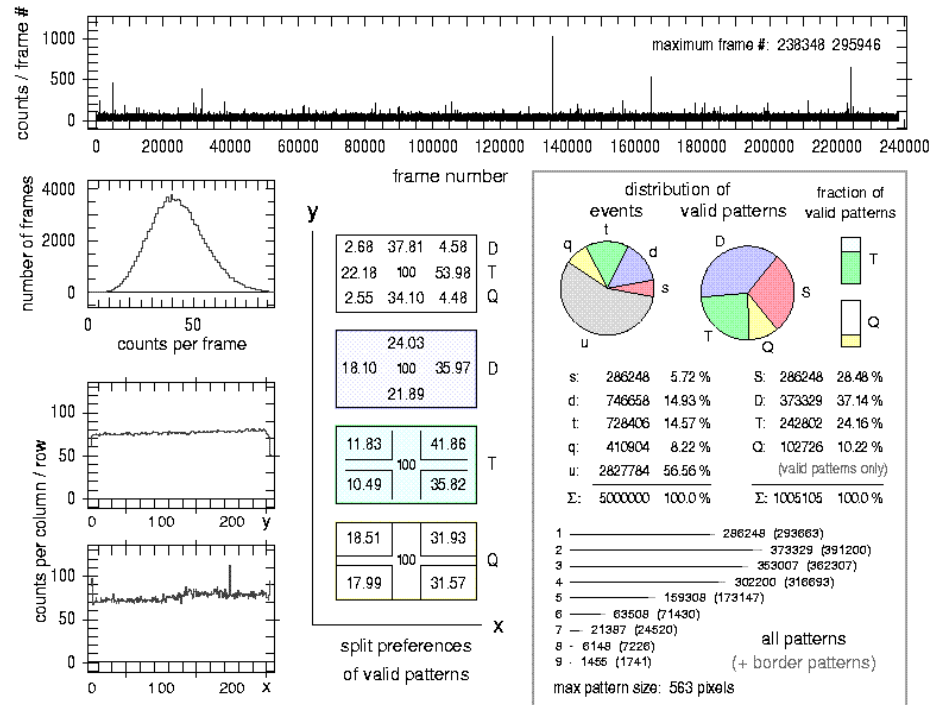 counts / frame #
1000
500
0
maximum frame #: 238348 295946
0 20000 40000 60000 80000 100000 120000 140000 160000 180000 200000 220000 240000
frame number
number of frames
4000
2000
0
0 50
counts per frame
counts per column / row
100
50
0
0 200 y
100
50
0
0 200 x
y
2.68 37.81 4.58 D
22.18 100 53.98 T
2.55 34.10 4.48 Q
24.03
18.10 100 35.97 D
21.89
11.83 41.86
100 T
10.49 35.82
18.51 31.93
100 Q
17.99 31.57
x
split preferences
of valid patterns
distribution of
events valid patterns
fraction of
valid patterns
q t d s u
D S T Q
T
Q
s: 286248 5.72 % S: 286248 28.48 %
d: 746658 14.93 % D: 373329 37.14 %
t: 728406 14.57 % T: 242802 24.16 %
q: 410904 8.22 % Q: 102726 10.22 %
u: 2827784 56.56 % (valid patterns only)
Σ: 5000000 100.0 % Σ: 1005105 100.0 %
1 286248 (293663)
2 373329 (391200)
3 353007 (362307)
4 302200 (316693)
5 159308 (173147)
6 63508 (71430)
7 21387 (24520)
8 6148 (7226)
9 1455 (1741)
all patterns
(+ border patterns)
max pattern size: 563 pixels